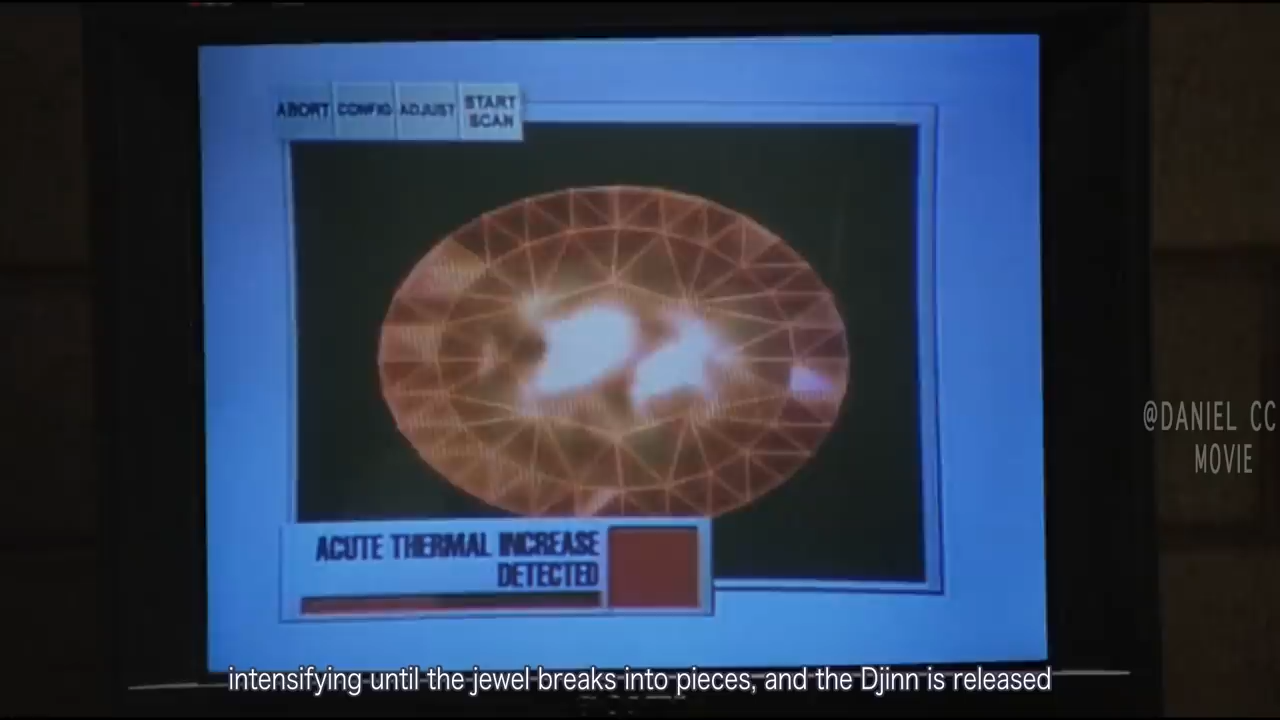 ABORT CONFIG ADJUST START
SCAN
@DANIEL CC
MOVIE
ACUTE THERMAL INCREASE
DETECTED
intensifying until the jewel breaks into pieces, and the Djinn is released